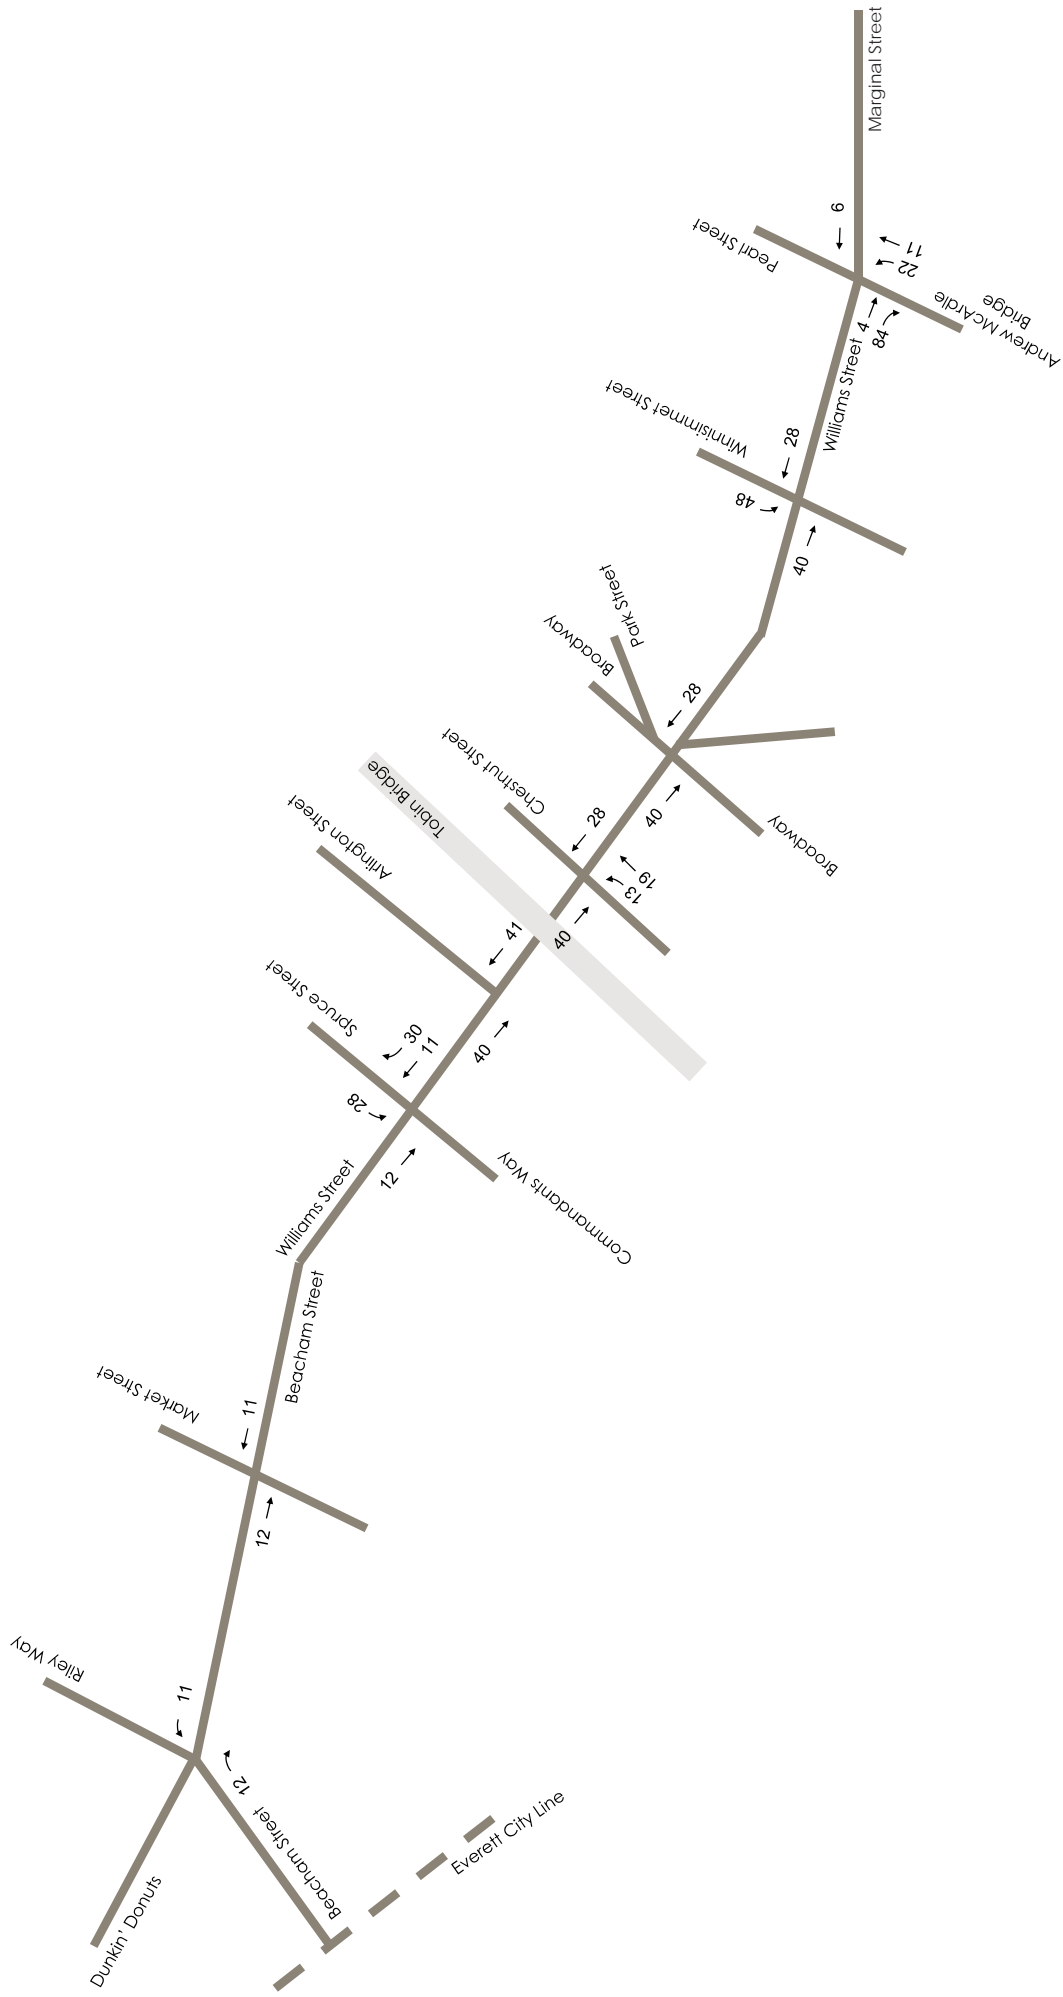 Marginal Street
6
Pearl Street
11
22
Andrew McArdle
Bridge
4
84
Williams Street
Winnisimmet Street
28
48
40
Park Street
Broadway
28
40
Broadway
Chestnut Street
28
19
13
Tobin Bridge
40
Arlington Street
41
40
Spruce Street
30
11
28
12
Commandants Way
Williams Street
Beacham Street
Market Street
11
12
Riley Way
11
12
Beacham Street
Everett City Line
Dunkin' Donuts